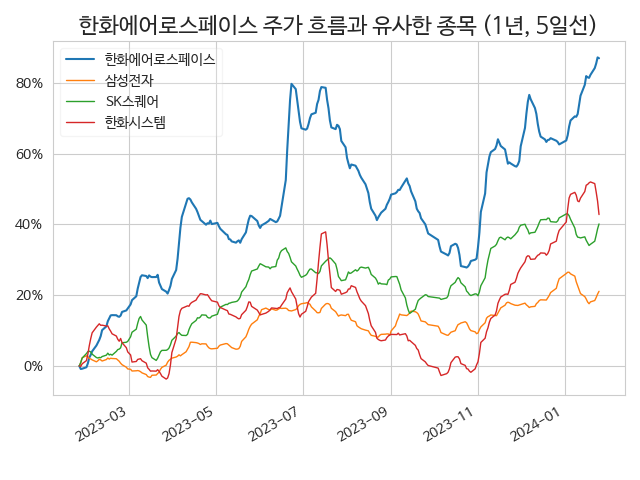 한화에어로스페이스 주가 흐름과 유사한 종목 (1년, 5일선)
한화에어로스페이스
삼성전자
SK스퀘어
한화시스템
80%
60%
40%
20%
0%
2023-03
2023-05
2023-07
2023-09
2023-11
2024-01